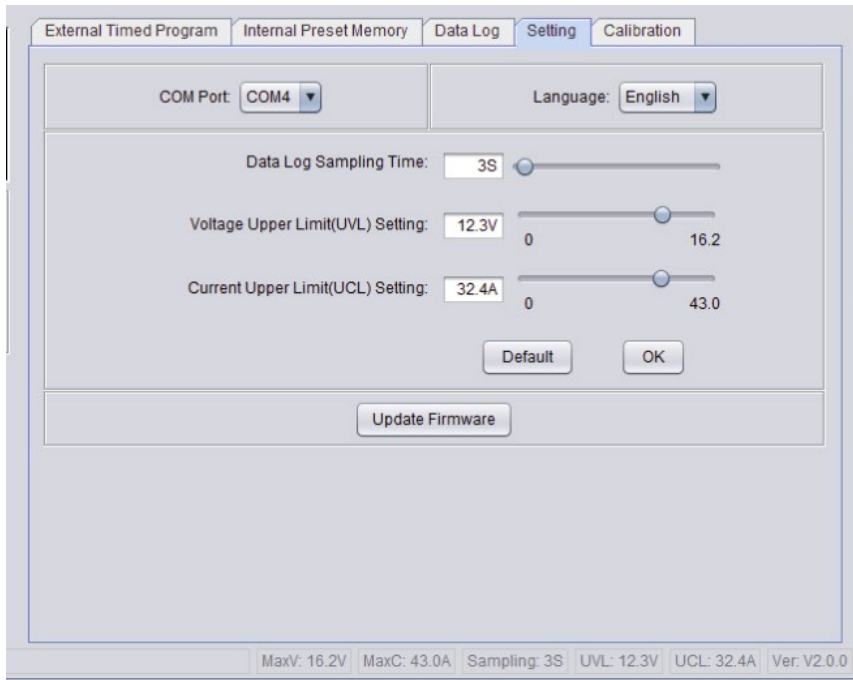 External Timed Program Internal Preset Memory Data Log Setting Calibration
COM Port: COM4 Language: English
Data Log Sampling Time: 3S
Voltage Upper Limit(UVL) Setting: 12.3V
0 16.2
Current Upper Limit(UCL) Setting: 32.4A
0 43.0
Default OK
Update Firmware
MaxV: 16.2V MaxC: 43.0A Sampling: 3S UVL: 12.3V UCL: 32.4A Ver: V2.0.0